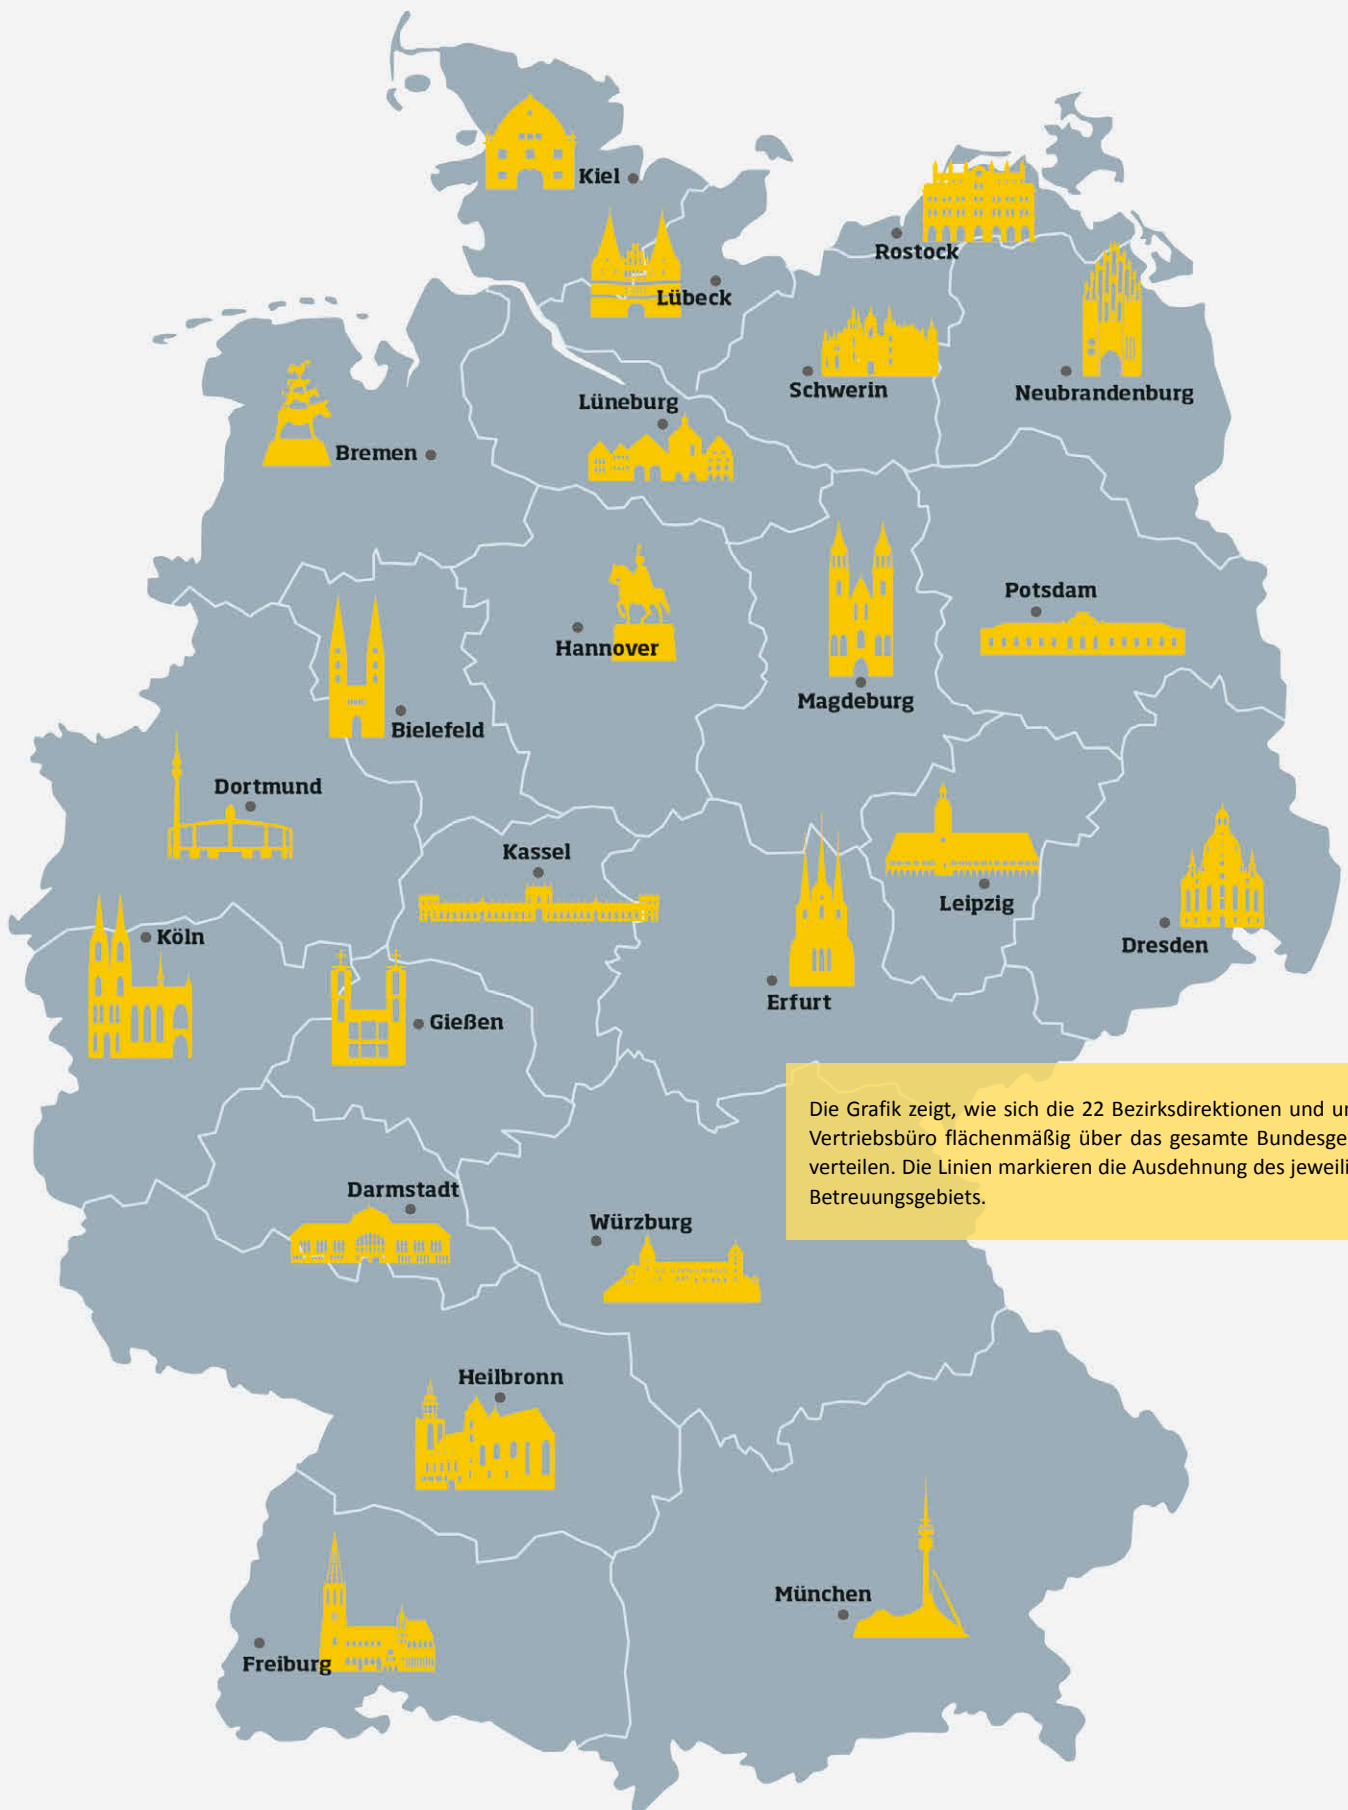 Kiel
Rostock
Lübeck
Schwerin
Neubrandenburg
Lüneburg
Bremen
Potsdam
Hannover
Magdeburg
Bielefeld
Dortmund
Kassel
Leipzig
Köln
Dresden
Erfurt
Gießen
Die Grafik zeigt, wie sich die 22 Bezirksdirektionen und
Vertriebsbüro flächenmäßig über das gesamte
verteilen. Die Linien markieren die Ausdehnung des
Betreuungsgebiets.
Darmstadt
Würzburg
Heilbronn
München
Freiburg